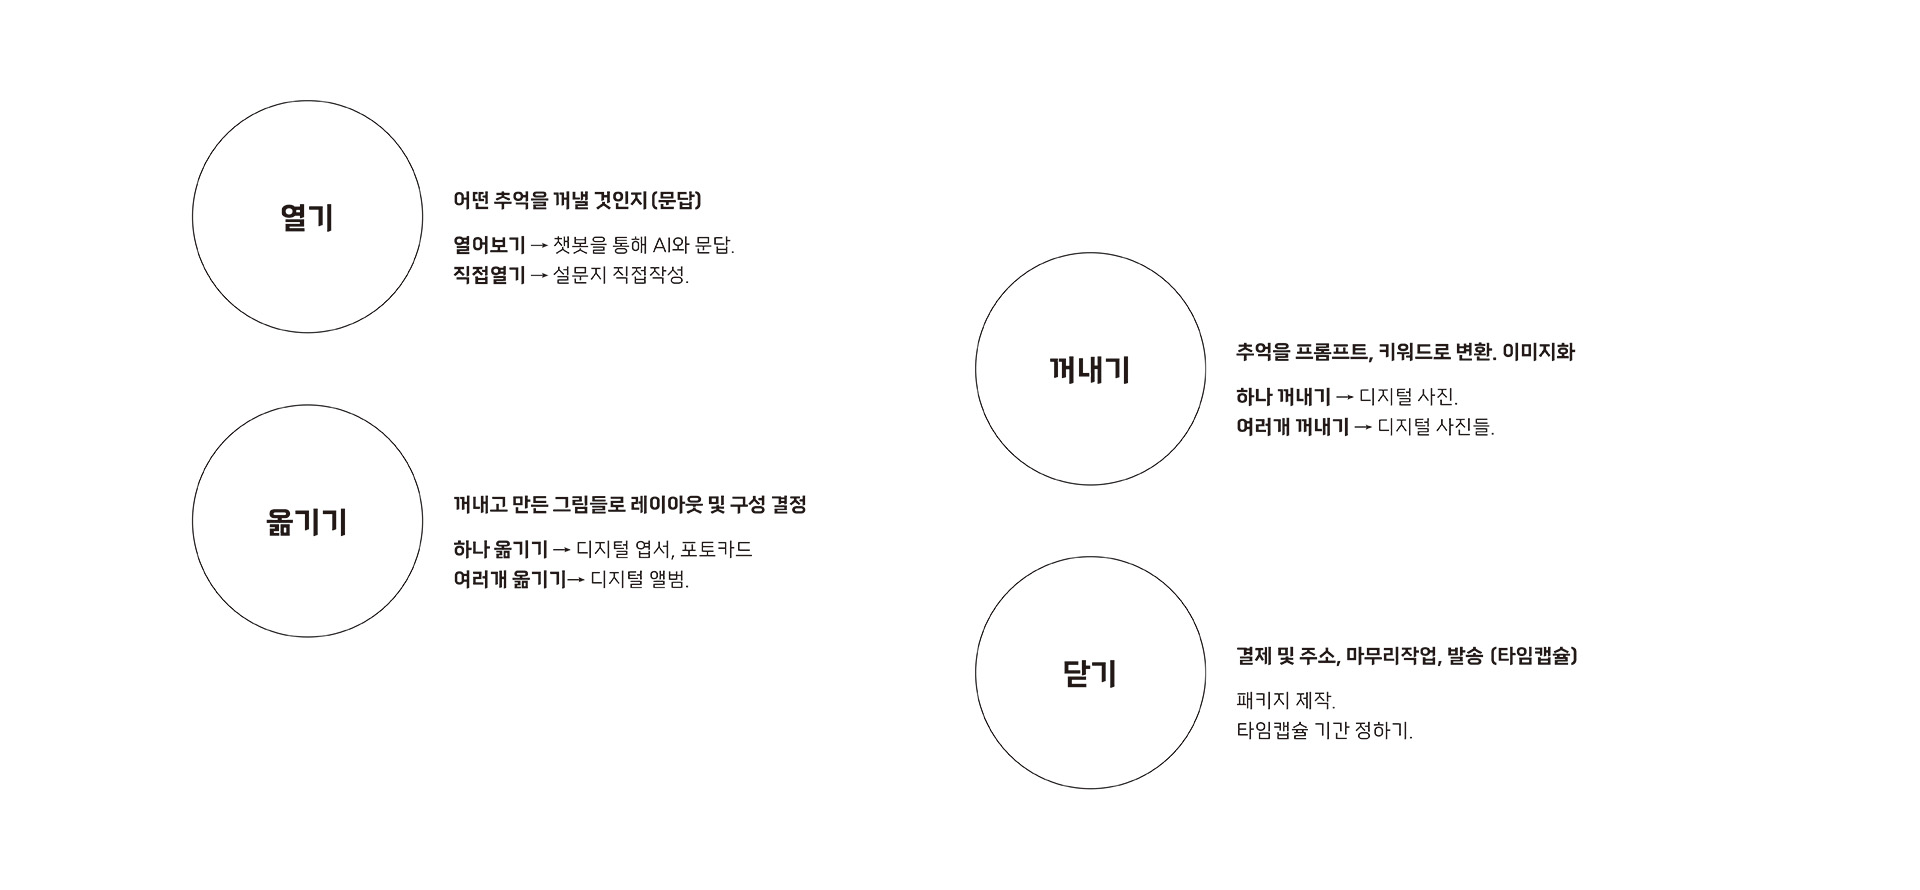 열기
어떤 추억을 꺼낼 것인지(문답)
열어보기 → 챗봇을 통해 AI와 문답.
직접열기 → 설문지 직접작성.
꺼내기
추억을 프롬프트, 키워드로 변환. 이미지화
하나 꺼내기 → 디지털 사진.
여러개 꺼내기 → 디지털 사진들.
옮기기
꺼내고 만든 그림들로 레이아웃 및 구성 결정
하나 옮기기 → 디지털 엽서, 포토카드
여러개 옮기기→ 디지털 앨범.
닫기
결제 및 주소, 마무리작업, 발송 (타임캡슐)
패키지 제작.
타임캡슐 기간 정하기.